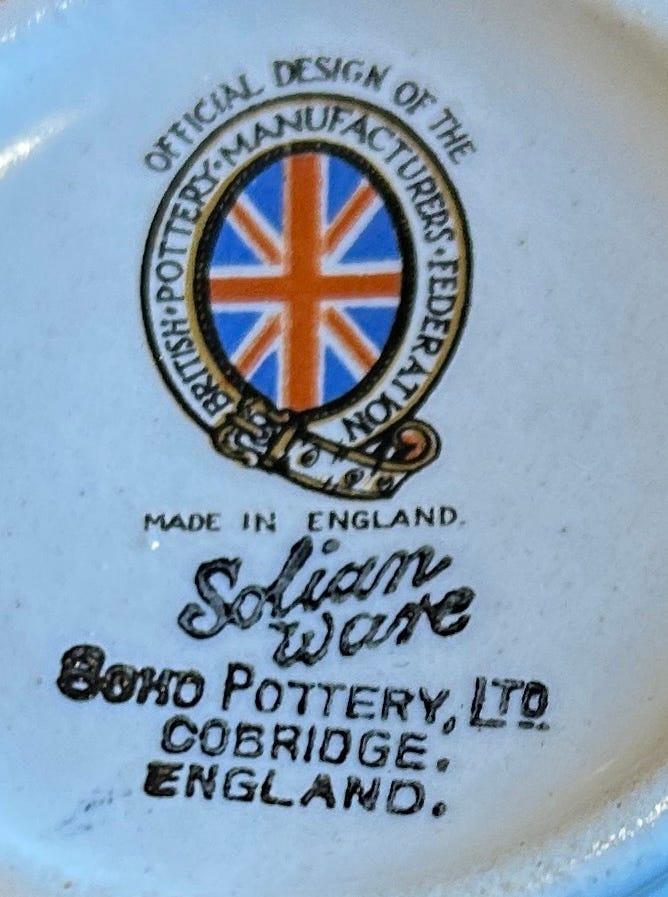 OFFICIAL DESIGN OF THE
BRITISH·POTTERY·MANUFACTURERS·FEDERATION
MADE IN ENGLAND.
Solian
ware
SOHO POTTERY, LTD
COBRIDGE.
ENGLAND.